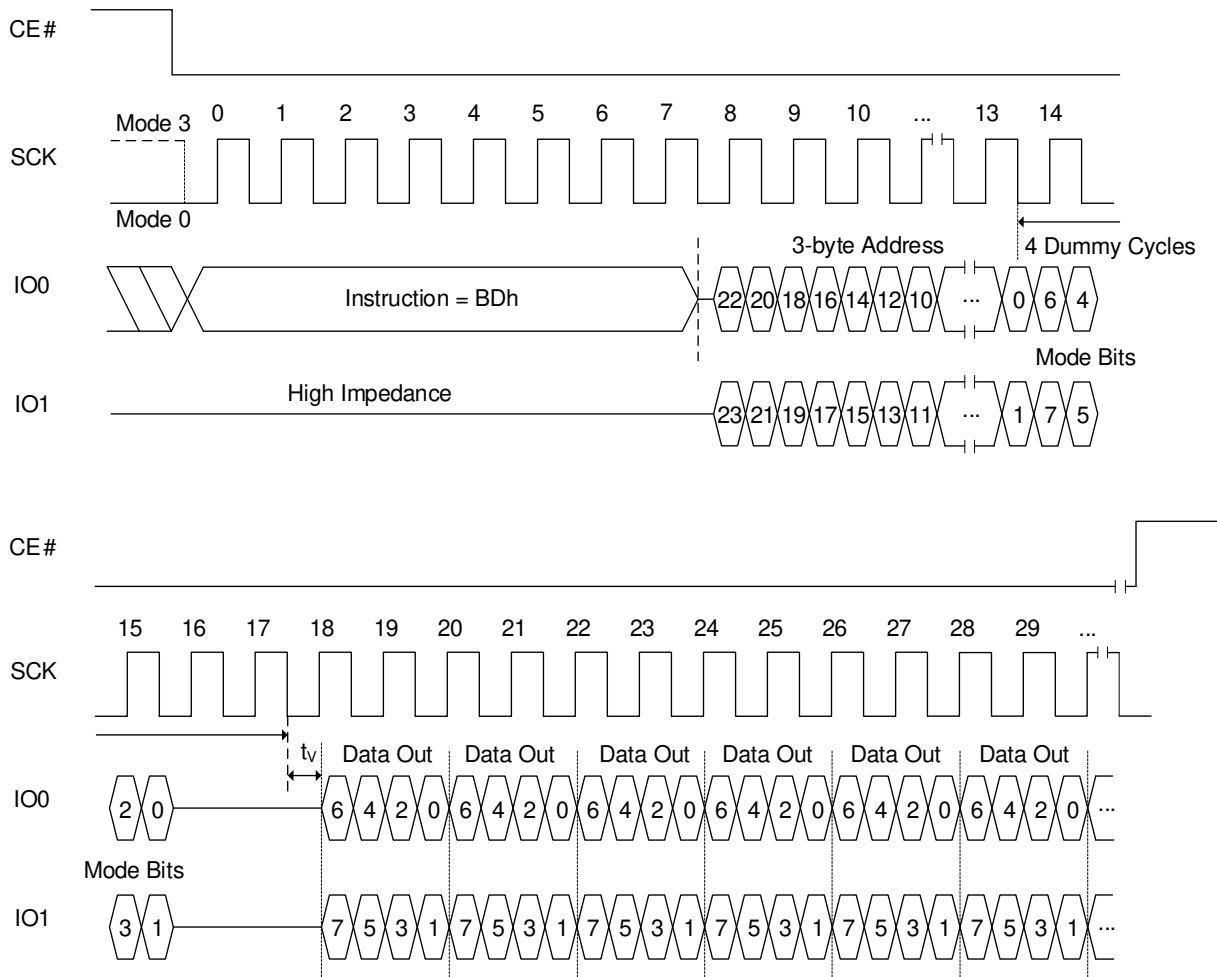 CE#
0 1 2 3 4 5 6 7 8 9 10 ... 13 14
Mode 3
SCK
Mode 0
3-byte Address 4 Dummy Cycles
IO0 Instruction = BDh 22 20 18 16 14 12 10 ... 0 6 4
Mode Bits
High Impedance
IO1 23 21 19 17 15 13 11 ... 1 7 5
CE#
15 16 17 18 19 20 21 22 23 24 25 26 27 28 29 ...
SCK
tV Data Out Data Out Data Out Data Out Data Out Data Out
IO0 2 0 6 4 2 0 6 4 2 0 6 4 2 0 6 4 2 0 6 4 2 0 6 4 2 0 ...
Mode Bits
IO1 3 1 7 5 3 1 7 5 3 1 7 5 3 1 7 5 3 1 7 5 3 1 7 5 3 1 ...